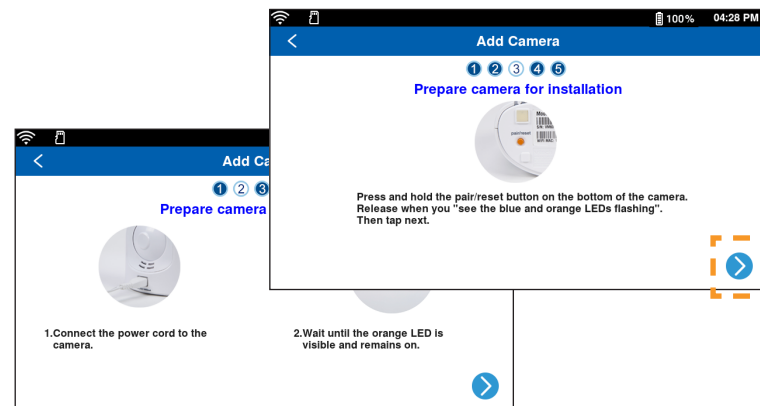 100% 04:28 PM
Add Camera
1 2 3 4 5
Prepare camera for installation
pair/reset
Press and hold the pair/reset button on the bottom of the camera.
Release when you "see the blue and orange LEDs flashing".
Then tap next.
Add Ca
1 2 3
Prepare camera
1.Connect the power cord to the
camera.
2.Wait until the orange LED is
visible and remains on.